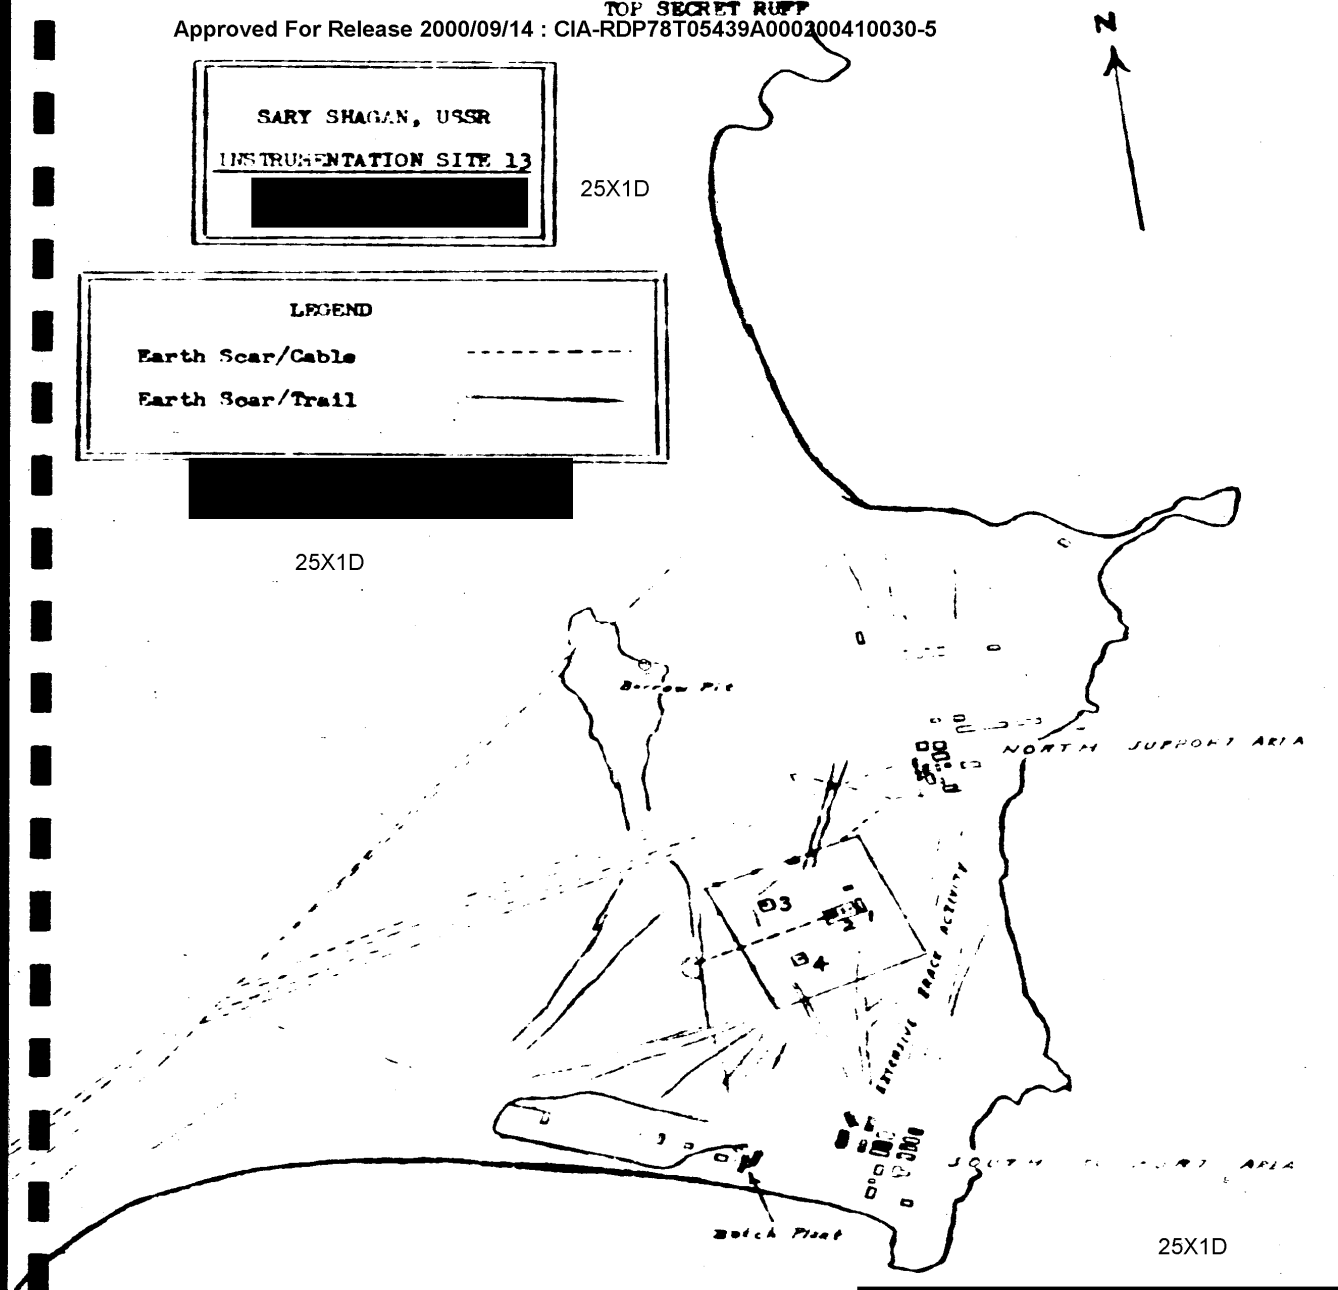 TOP SECRET RUFF
Approved For Release 2000/09/14 : CIA-RDP78T05439A000200410030-5
N
SARY SHAGAN, USSR
INSTRUMENTATION SITE 13
25X1D
LEGEND
Earth Scar/Cable
Earth Scar/Trail
25X1D
Borrow Pit
NORTH SUPPORT AREA
3
1
2
4
EXTENSIVE TRACK ACTIVITY
SOUTH SUPPORT AREA
Batch Plant
25X1D